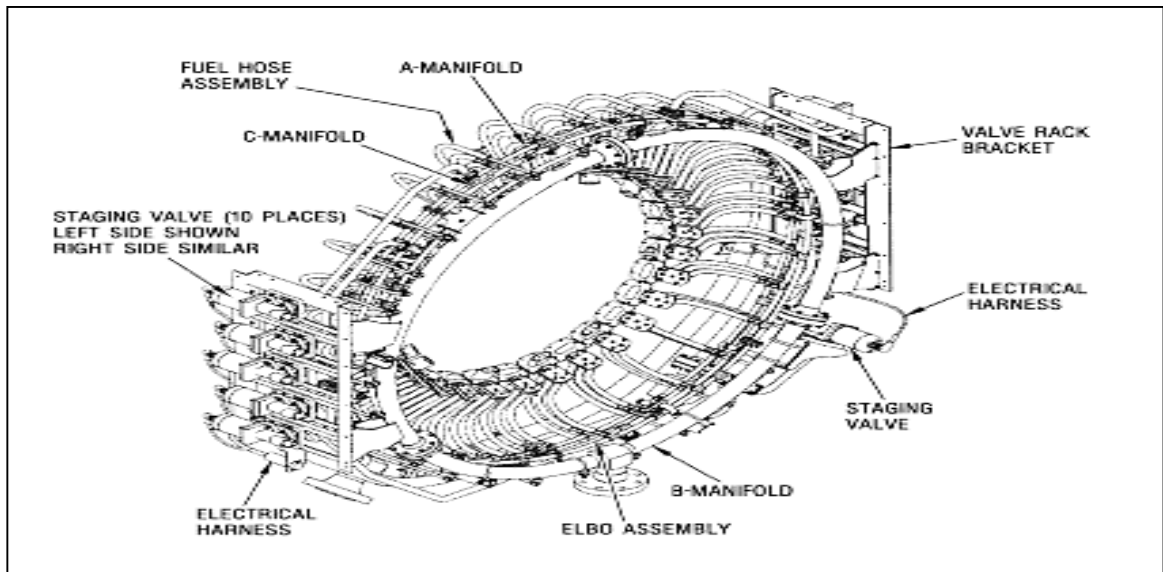 FUEL HOSE
ASSEMBLY
A-MANIFOLD
C-MANIFOLD
VALVE RACK
BRACKET
STAGING VALVE (10 PLACES)
LEFT SIDE SHOWN
RIGHT SIDE SIMILAR
ELECTRICAL
HARNESS
STAGING
VALVE
B-MANIFOLD
ELBO ASSEMBLY
ELECTRICAL
HARNESS